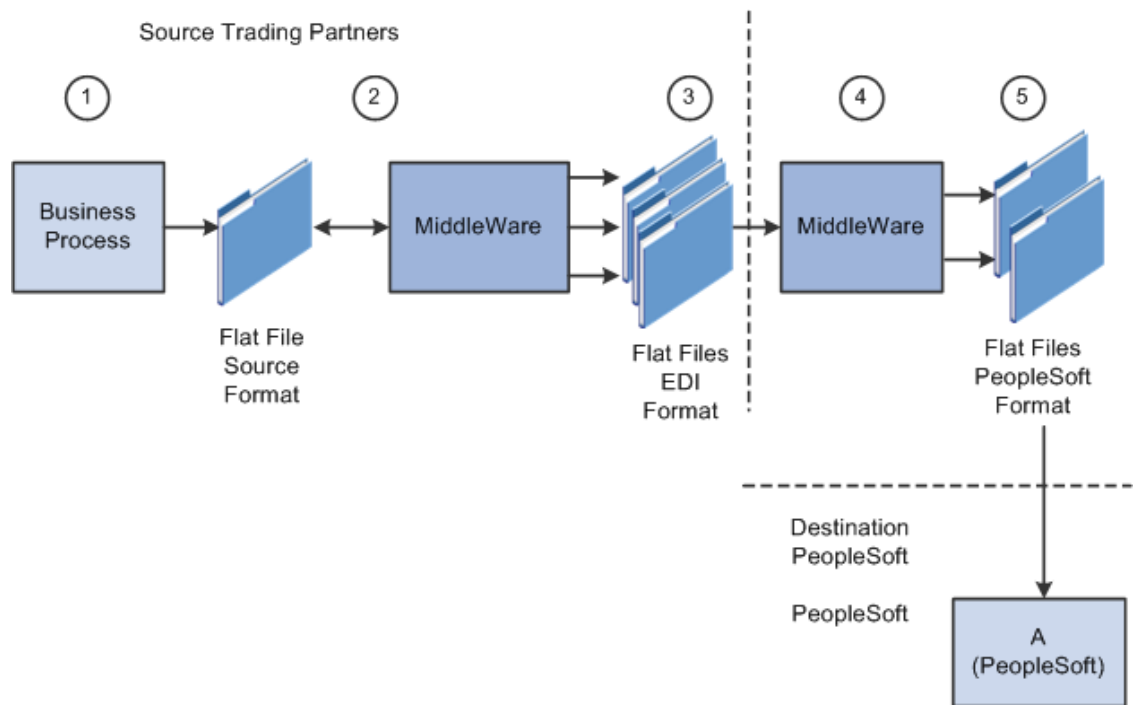 Source Trading Partners
1
2
3
4
5
Business
Process
MiddleWare
MiddleWare
Flat File
Source
Format
Flat Files
EDI
Format
Flat Files
PeopleSoft
Format
Destination
PeopleSoft
PeopleSoft
A
(PeopleSoft)